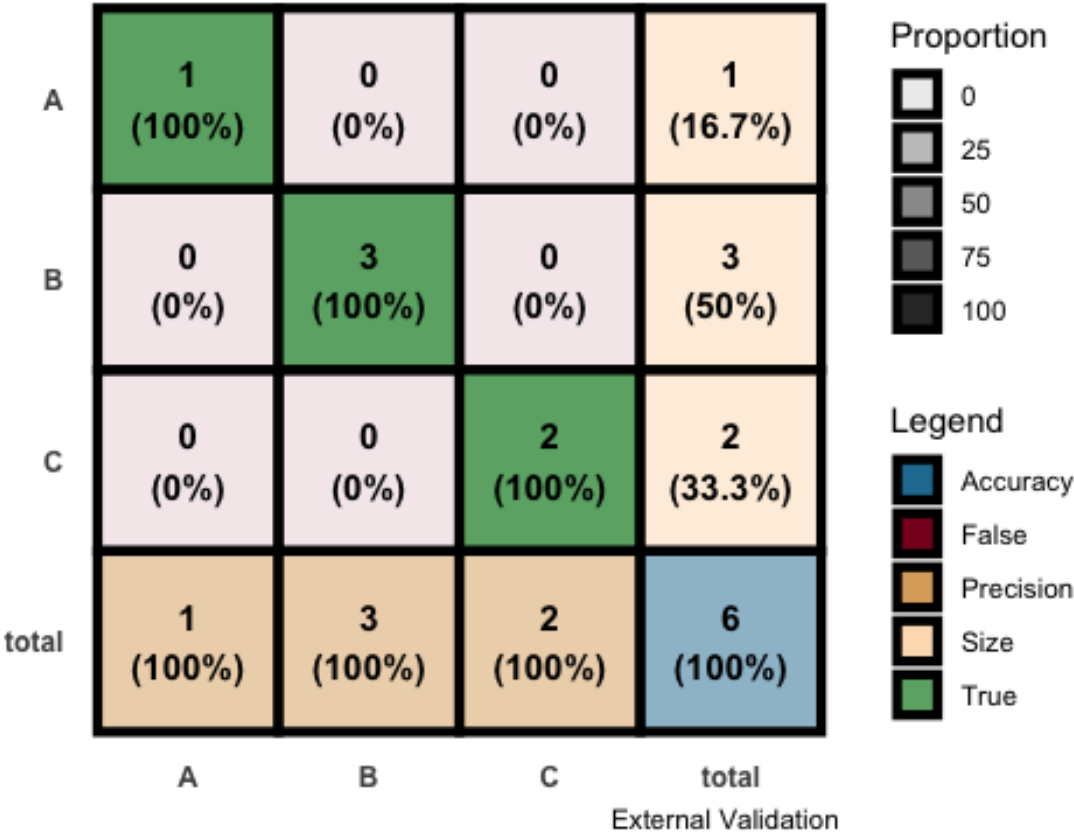 1 0 0 1
A (100%) (0%) (0%) (16.7%)
0 3 0 3
B (0%) (100%) (0%) (50%)
0 0 2 2
C (0%) (0%) (100%) (33.3%)
1 3 2 6
total (100%) (100%) (100%) (100%)
A B C total
External Validation
Proportion
0
25
50
75
100
Legend
Accuracy
False
Precision
Size
True